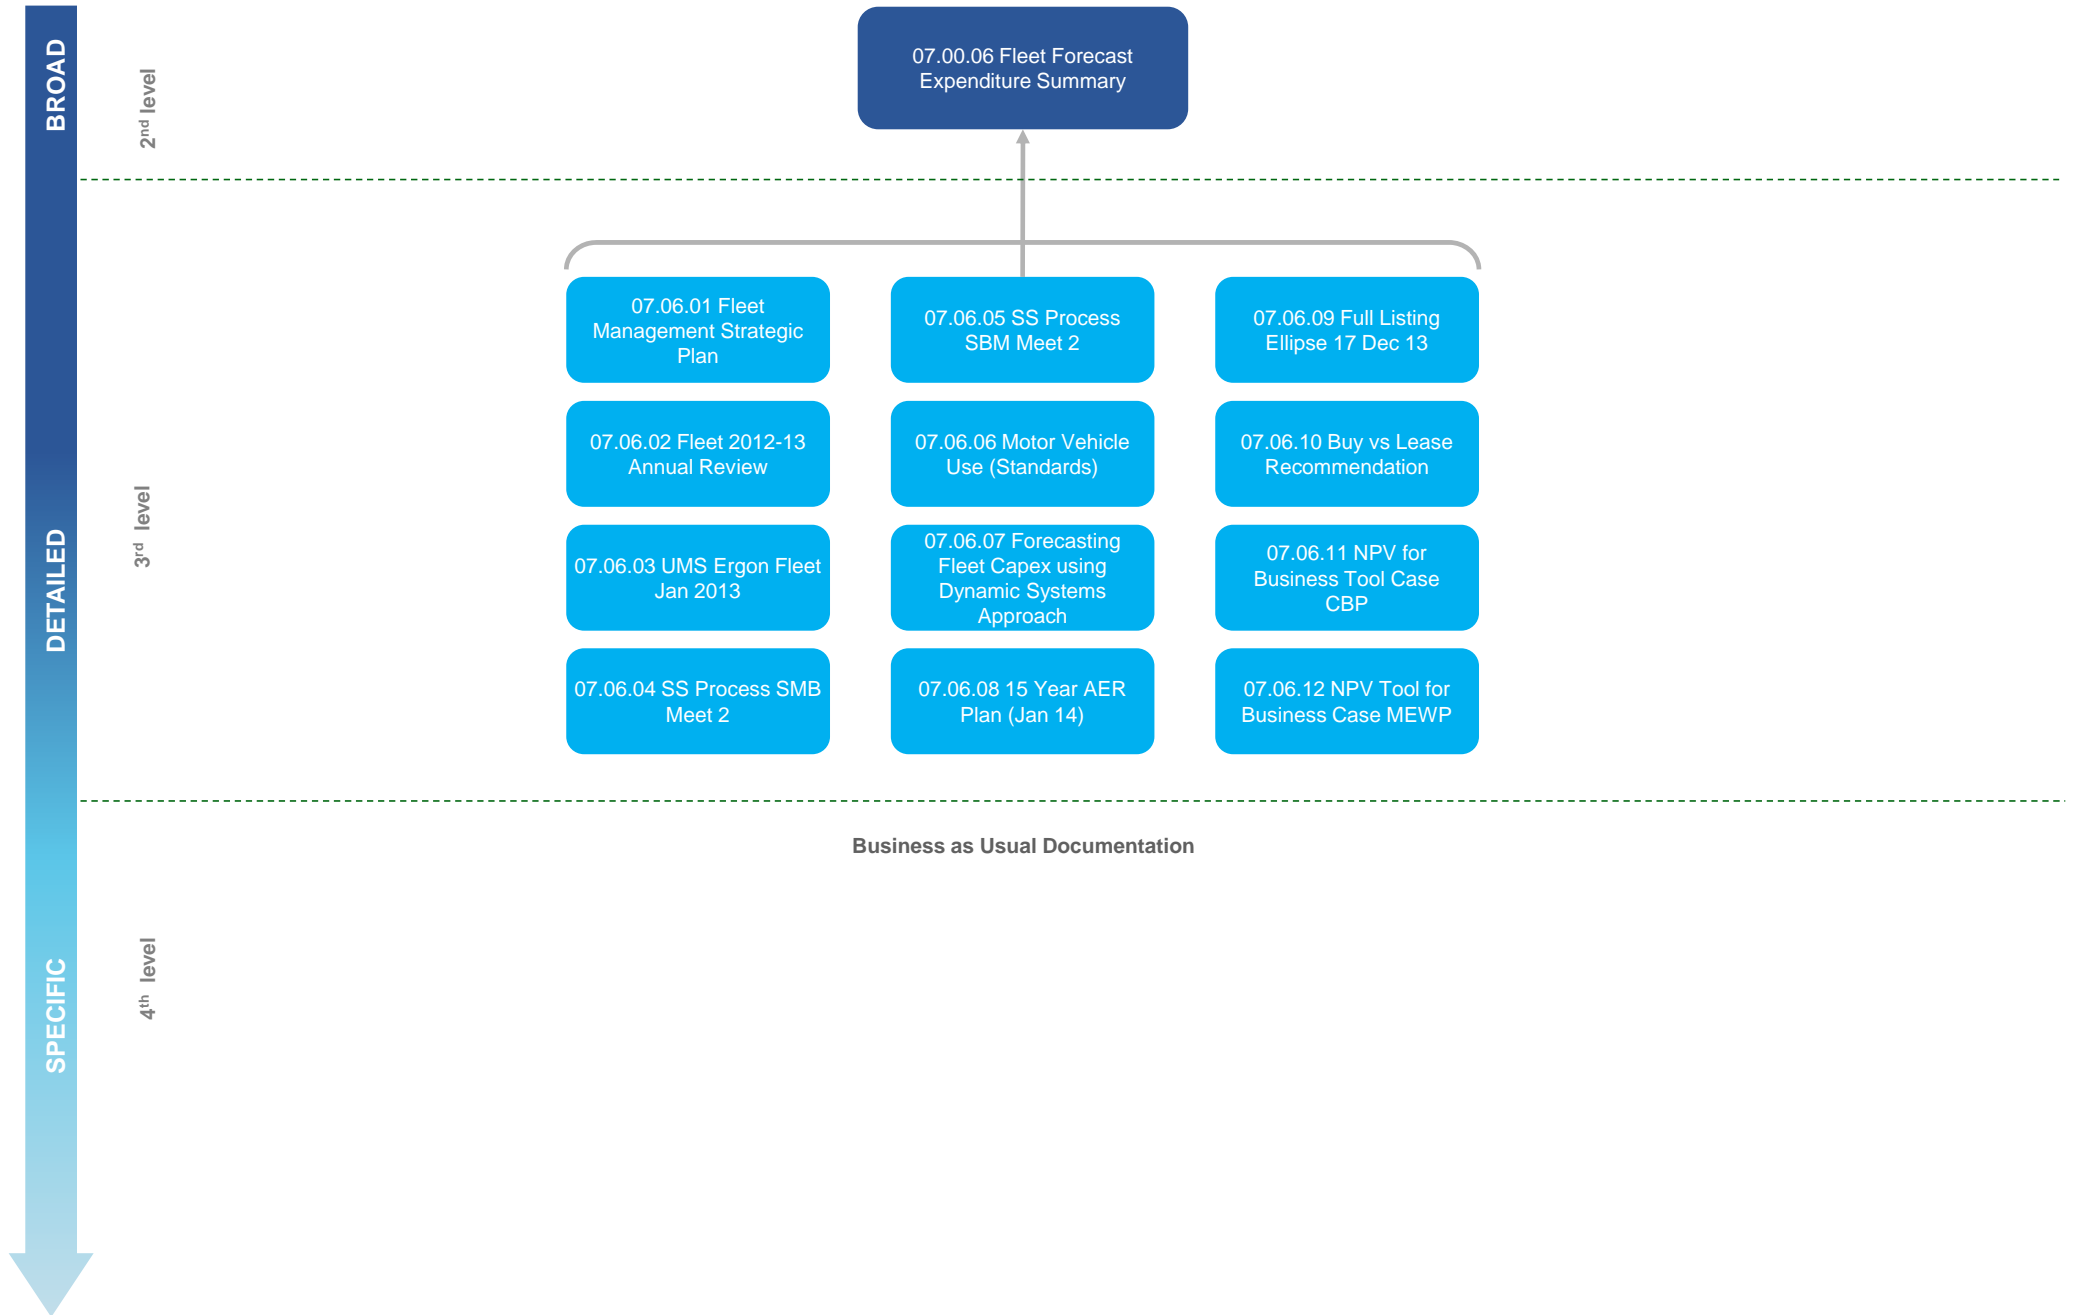 BROAD
2nd level
07.00.06 Fleet Forecast
Expenditure Summary
DETAILED
3rd level
07.06.01 Fleet
Management Strategic
Plan
07.06.05 SS Process
SBM Meet 2
07.06.09 Full Listing
Ellipse 17 Dec 13
07.06.02 Fleet 2012-13
Annual Review
07.06.06 Motor Vehicle
Use (Standards)
07.06.10 Buy vs Lease
Recommendation
07.06.03 UMS Ergon Fleet
Jan 2013
07.06.07 Forecasting
Fleet Capex using
Dynamic Systems
Approach
07.06.11 NPV for
Business Tool Case
CBP
07.06.04 SS Process SMB
Meet 2
07.06.08 15 Year AER
Plan (Jan 14)
07.06.12 NPV Tool for
Business Case MEWP
Business as Usual Documentation
SPECIFIC
4th level